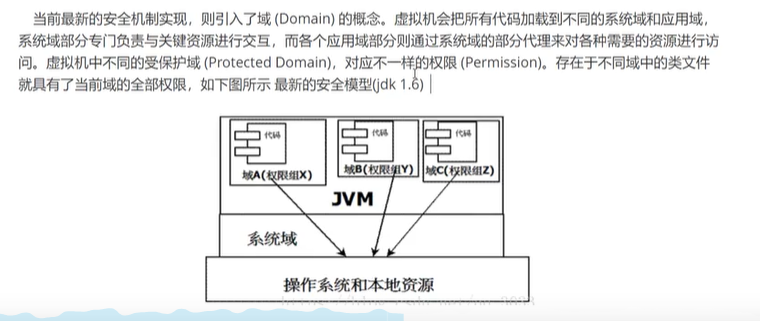 当前最新的安全机制实现，则引入了域 (Domain) 的概念。虚拟机会把所有代码加载到不同的系统域和应用域，
系统域部分专门负责与关键资源进行交互，而各个应用域部分则通过系统域的部分代理来对各种需要的资源进行访
问。虚拟机中不同的受保护域 (Protected Domain)，对应不一样的权限 (Permission)。存在于不同域中的类文件
就具有了当前域的全部权限，如下图所示 最新的安全模型(jdk 1.6)
代码 代码 代码
域A(权限组X) 域B(权限组Y) 域C(权限组Z)
JVM
系统域
操作系统和本地资源